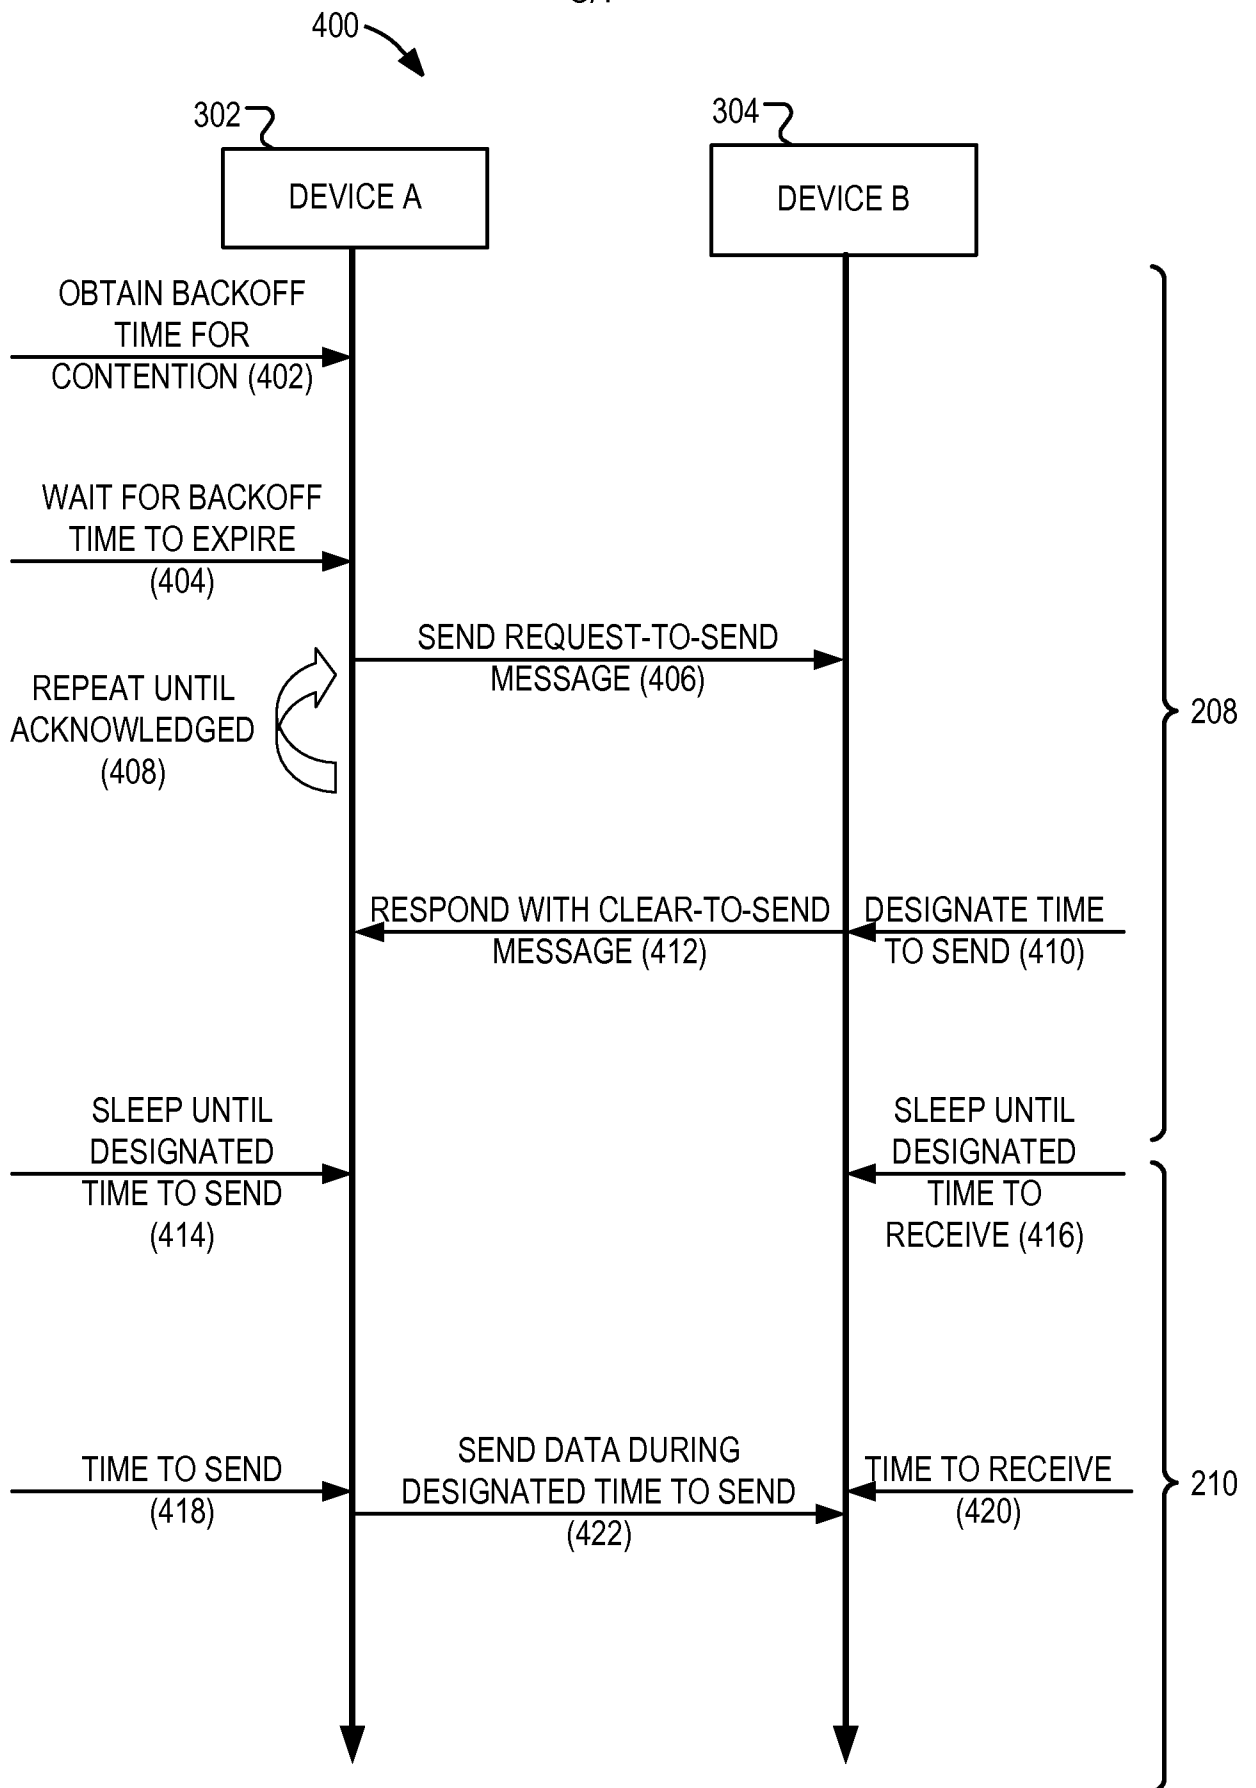 400
302
304
DEVICE A
DEVICE B
OBTAIN BACKOFF
TIME FOR
CONTENTION (402)
WAIT FOR BACKOFF
TIME TO EXPIRE
(404)
SEND REQUEST-TO-SEND
MESSAGE (406)
REPEAT UNTIL
ACKNOWLEDGED
(408)
208
RESPOND WITH CLEAR-TO-SEND
MESSAGE (412)
DESIGNATE TIME
TO SEND (410)
SLEEP UNTIL
DESIGNATED
TIME TO SEND
(414)
SLEEP UNTIL
DESIGNATED
TIME TO
RECEIVE (416)
TIME TO SEND
(418)
SEND DATA DURING
DESIGNATED TIME TO SEND
(422)
TIME TO RECEIVE
(420)
210